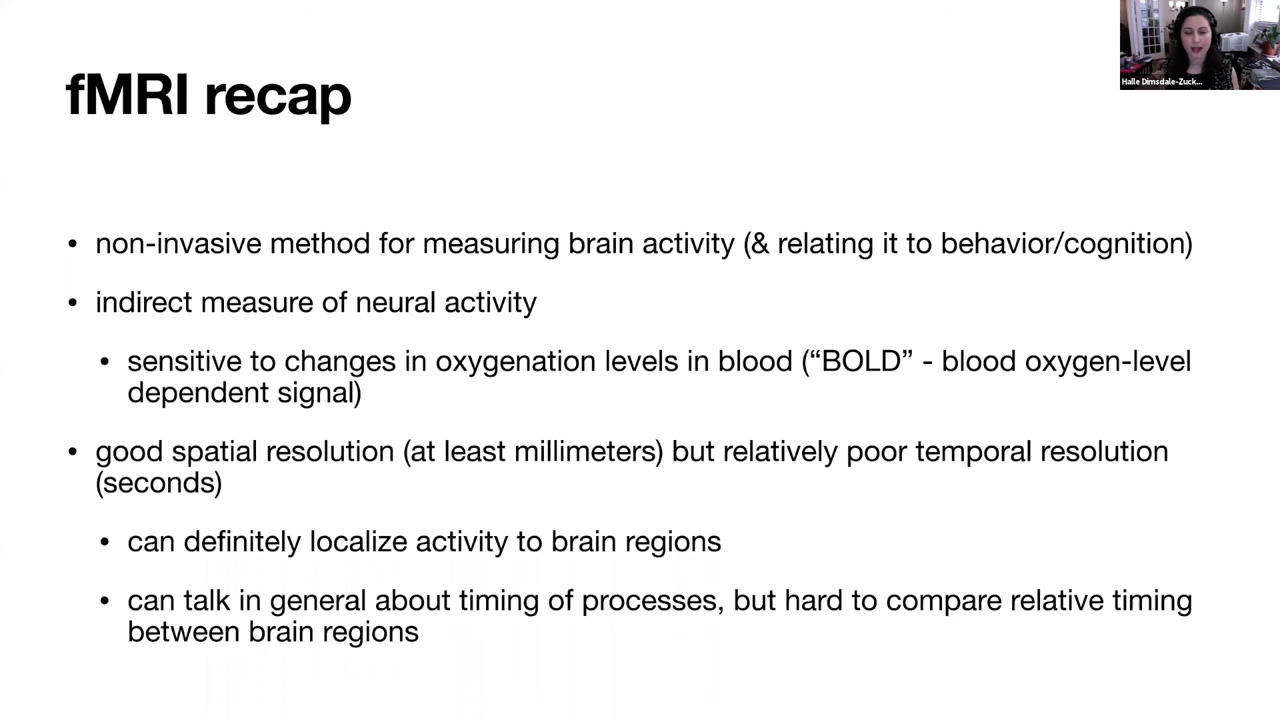 fMRI recap
Halle Dimsdale-Zuck...
• non-invasive method for measuring brain activity (& relating it to behavior/cognition)
• indirect measure of neural activity
• sensitive to changes in oxygenation levels in blood (“BOLD” - blood oxygen-level
dependent signal)
• good spatial resolution (at least millimeters) but relatively poor temporal resolution
(seconds)
• can definitely localize activity to brain regions
• can talk in general about timing of processes, but hard to compare relative timing
between brain regions